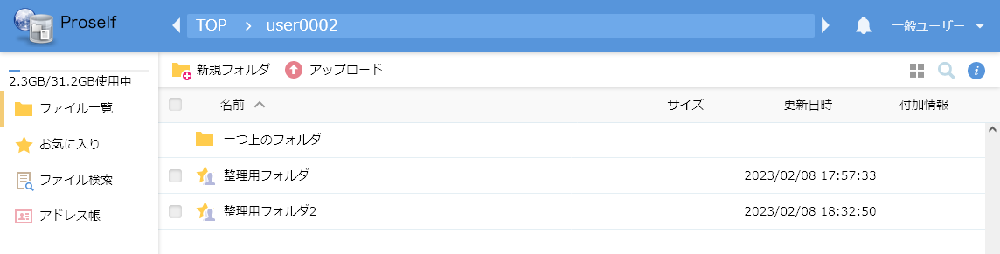 Proself
TOP > user0002
一般ユーザー
2.3GB/31.2GB使用中
ファイル一覧
お気に入り
ファイル検索
アドレス帳
新規フォルダ アップロード
名前 サイズ 更新日時 付加情報
一つ上のフォルダ
整理用フォルダ 2023/02/08 17:57:33
整理用フォルダ2 2023/02/08 18:32:50